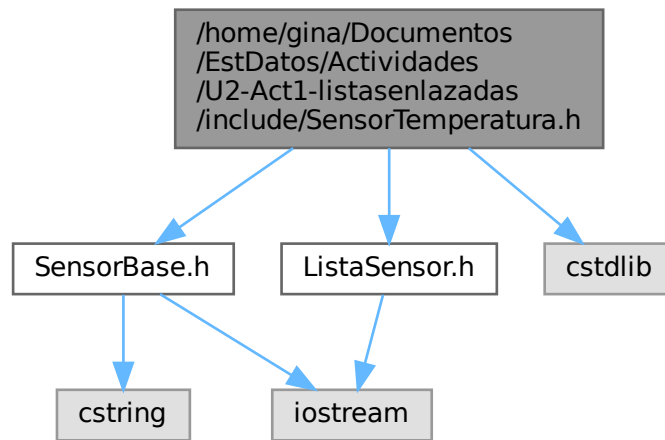 /home/gina/Documentos
/EstDatos/Actividades
/U2-Act1-listasenlazadas
/include/SensorTemperatura.h
SensorBase.h
ListaSensor.h
cstdlib
cstring
iostream